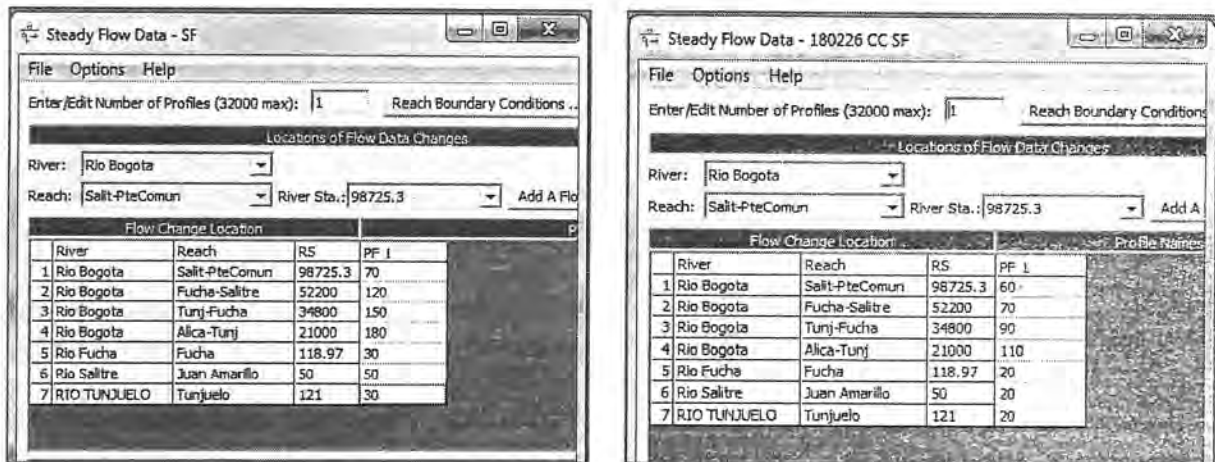 Steady Flow Data - SF
File Options Help
Enter/Edit Number of Profiles (32000 max): 1 Reach Boundary Conditions ..
Locations of Flow Data Changes
River: Rio Bogota
Reach: Salit-PteComun River Sta.: 98725.3 Add A Flo
Flow Change Location P
River Reach RS PF 1
1 Rio Bogota Salit-PteComun 98725.3 70
2 Rio Bogota Fucha-Salitre 52200 120
3 Rio Bogota Tunj-Fucha 34800 150
4 Rio Bogota Alica-Tunj 21000 180
5 Rio Fucha Fucha 118.97 30
6 Rio Salitre Juan Amarillo 50 50
7 RIO TUNJUELO Tunjuelo 121 30
Steady Flow Data - 180226 CC SF
File Options Help
Enter/Edit Number of Profiles (32000 max): 1 Reach Boundary Conditions
Locations of Flow Data Changes
River: Rio Bogota
Reach: Salit-PteComun River Sta.: 98725.3 Add A
Flow Change Location Profile Names
River Reach RS PF 1
1 Rio Bogota Salit-PteComun 98725.3 60
2 Rio Bogota Fucha-Salitre 52200 70
3 Rio Bogota Tunj-Fucha 34800 90
4 Rio Bogota Alica-Tunj 21000 110
5 Rio Fucha Fucha 118.97 20
6 Rio Salitre Juan Amarillo 50 20
7 RIO TUNJUELO Tunjuelo 121 20